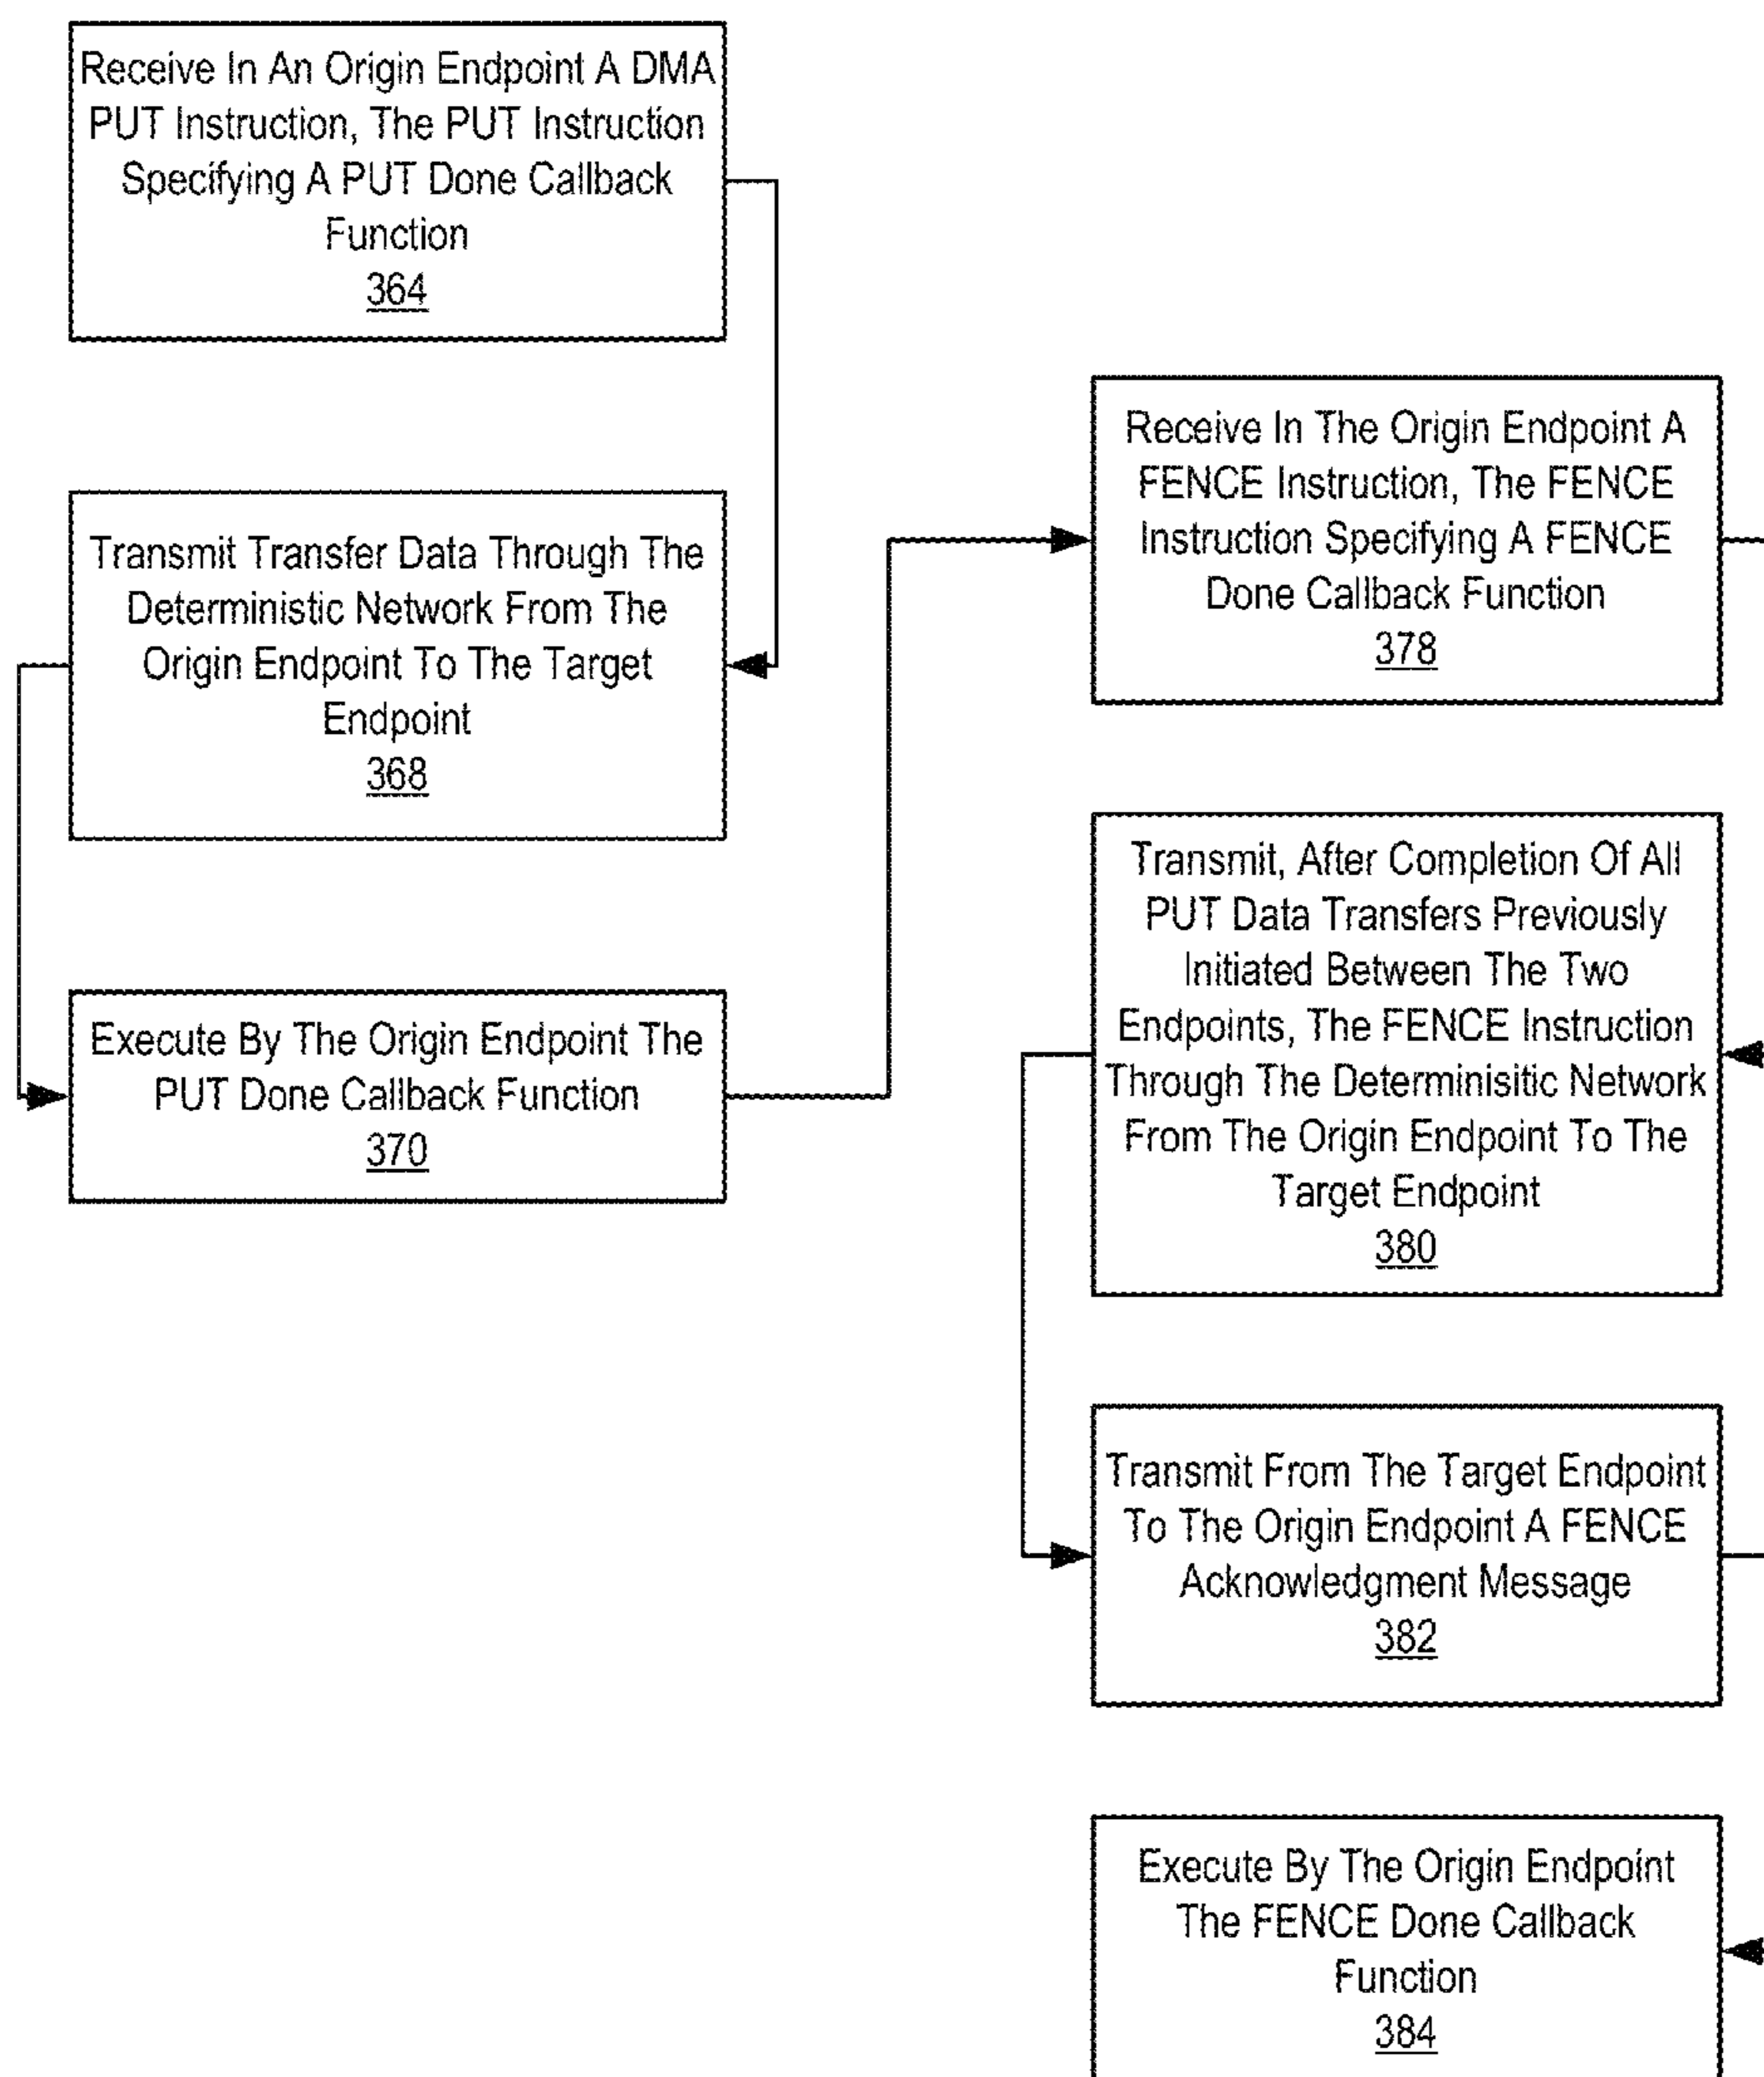 Receive In An Origin Endpoint A DMA
PUT Instruction, The PUT Instruction
Specifying A PUT Done Callback
Function
364
Transmit Transfer Data Through The
Deterministic Network From The
Origin Endpoint To The Target
Endpoint
368
Execute By The Origin Endpoint The
PUT Done Callback Function
370
Receive In The Origin Endpoint A
FENCE Instruction, The FENCE
Instruction Specifying A FENCE
Done Callback Function
378
Transmit, After Completion Of All
PUT Data Transfers Previously
Initiated Between The Two
Endpoints, The FENCE Instruction
Through The Determinisitic Network
From The Origin Endpoint To The
Target Endpoint
380
Transmit From The Target Endpoint
To The Origin Endpoint A FENCE
Acknowledgment Message
382
Execute By The Origin Endpoint
The FENCE Done Callback
Function
384